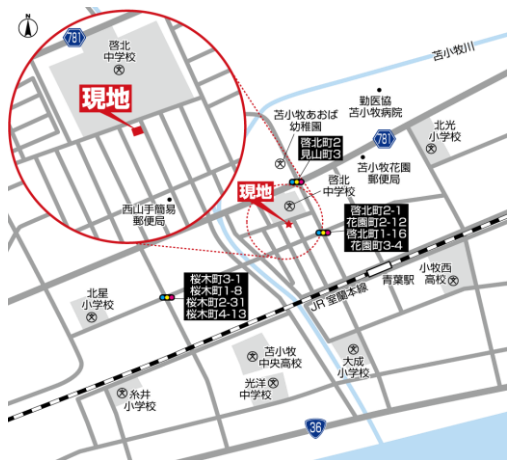 N
781
啓北
中学校
現地
西山手簡易
郵便局
苫小牧川
勤医協
苫小牧病院
苫小牧あおば
幼稚園
781
北光
小学校
啓北町2
見山町3
苫小牧花園
郵便局
現地
啓北
中学校
啓北町2-1
花園町2-12
啓北町1-16
花園町3-4
小牧西
高校
青葉駅
JR室蘭本線
北星
小学校
桜木町3-1
桜木町1-8
桜木町2-31
桜木町4-13
苫小牧
中央高校
大成
小学校
糸井
小学校
光洋
中学校
36